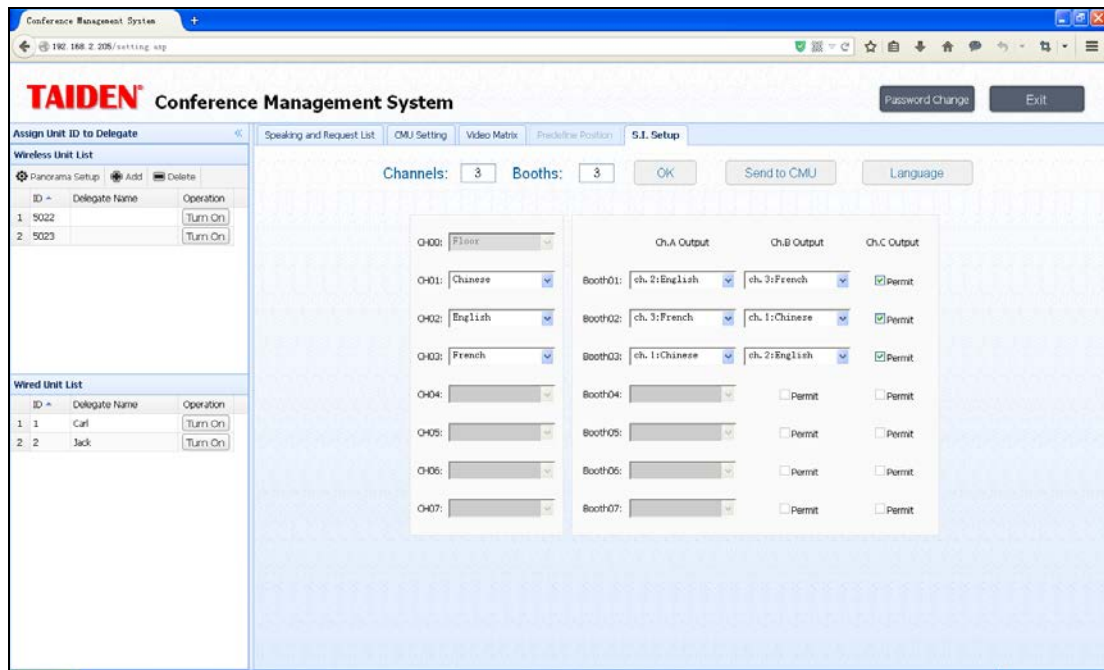 Conference Management System
192.168.2.205/setting.asp
TAIDEN® Conference Management System
Password Change
Exit
Assign Unit ID to Delegate
Wireless Unit List
Panorama Setup Add Delete
ID Delegate Name Operation
1 5022 Turn On
2 5023 Turn On
Wired Unit List
ID Delegate Name Operation
1 1 Carl Turn On
2 2 Jack Turn On
Speaking and Request List CMU Setting Video Matrix Predefine Position S.I. Setup
Channels: 3 Booths: 3 OK Send to CMU Language
CH00: Floor Ch.A Output Ch.B Output Ch.C Output
CH01: Chinese Booth01: ch.2:English ch.3:French Permit
CH02: English Booth02: ch.3:French ch.1:Chinese Permit
CH03: French Booth03: ch.1:Chinese ch.2:English Permit
CH04: Booth04: Permit Permit
CH05: Booth05: Permit Permit
CH06: Booth06: Permit Permit
CH07: Booth07: Permit Permit